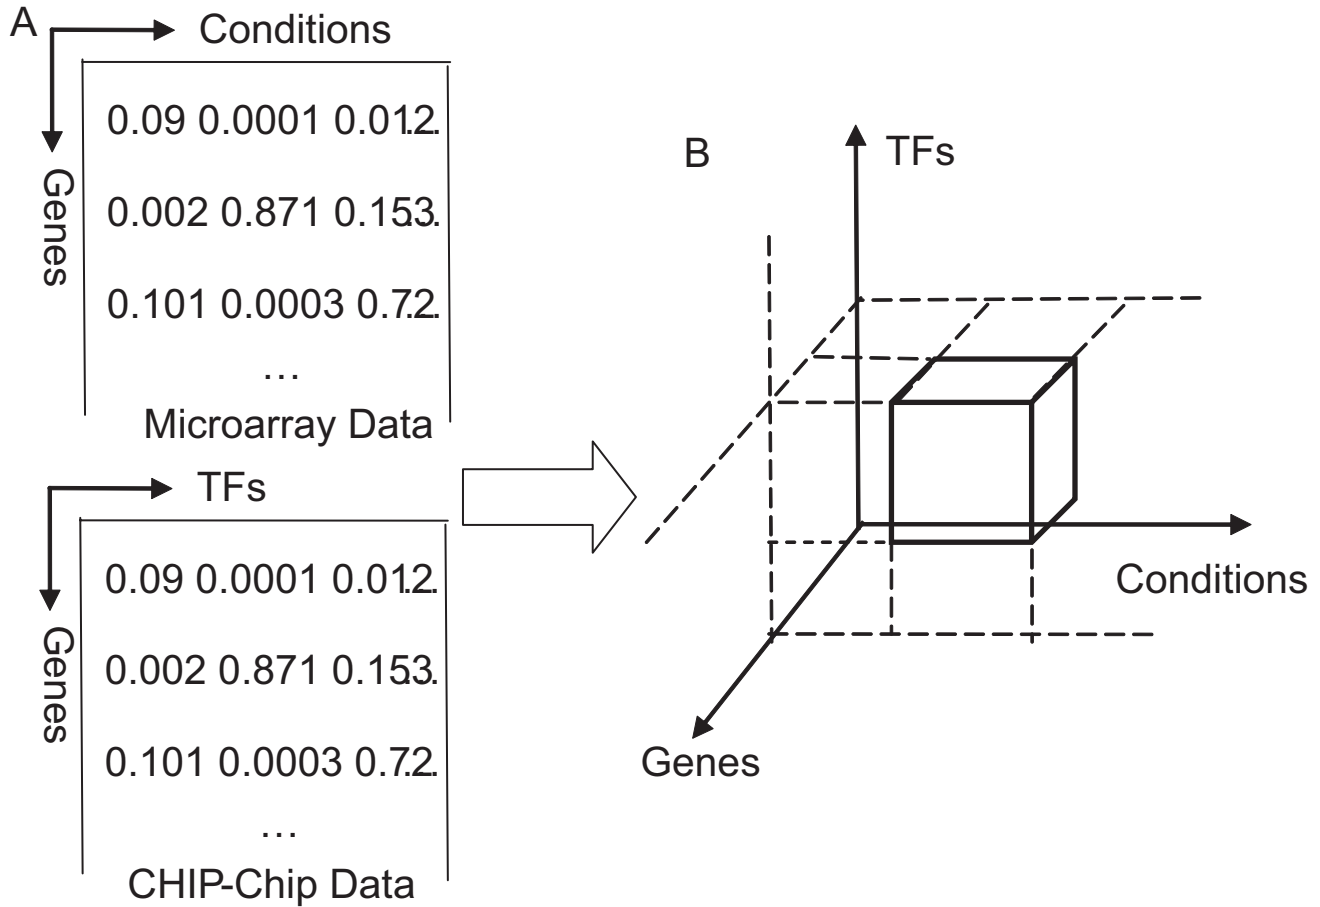 A
Conditions
Genes
0.09 0.0001 0.012..
0.002 0.871 0.153..
0.101 0.0003 0.72..
...
Microarray Data
TFs
Genes
0.09 0.0001 0.012..
0.002 0.871 0.153..
0.101 0.0003 0.72..
...
CHIP-Chip Data
B
TFs
Conditions
Genes